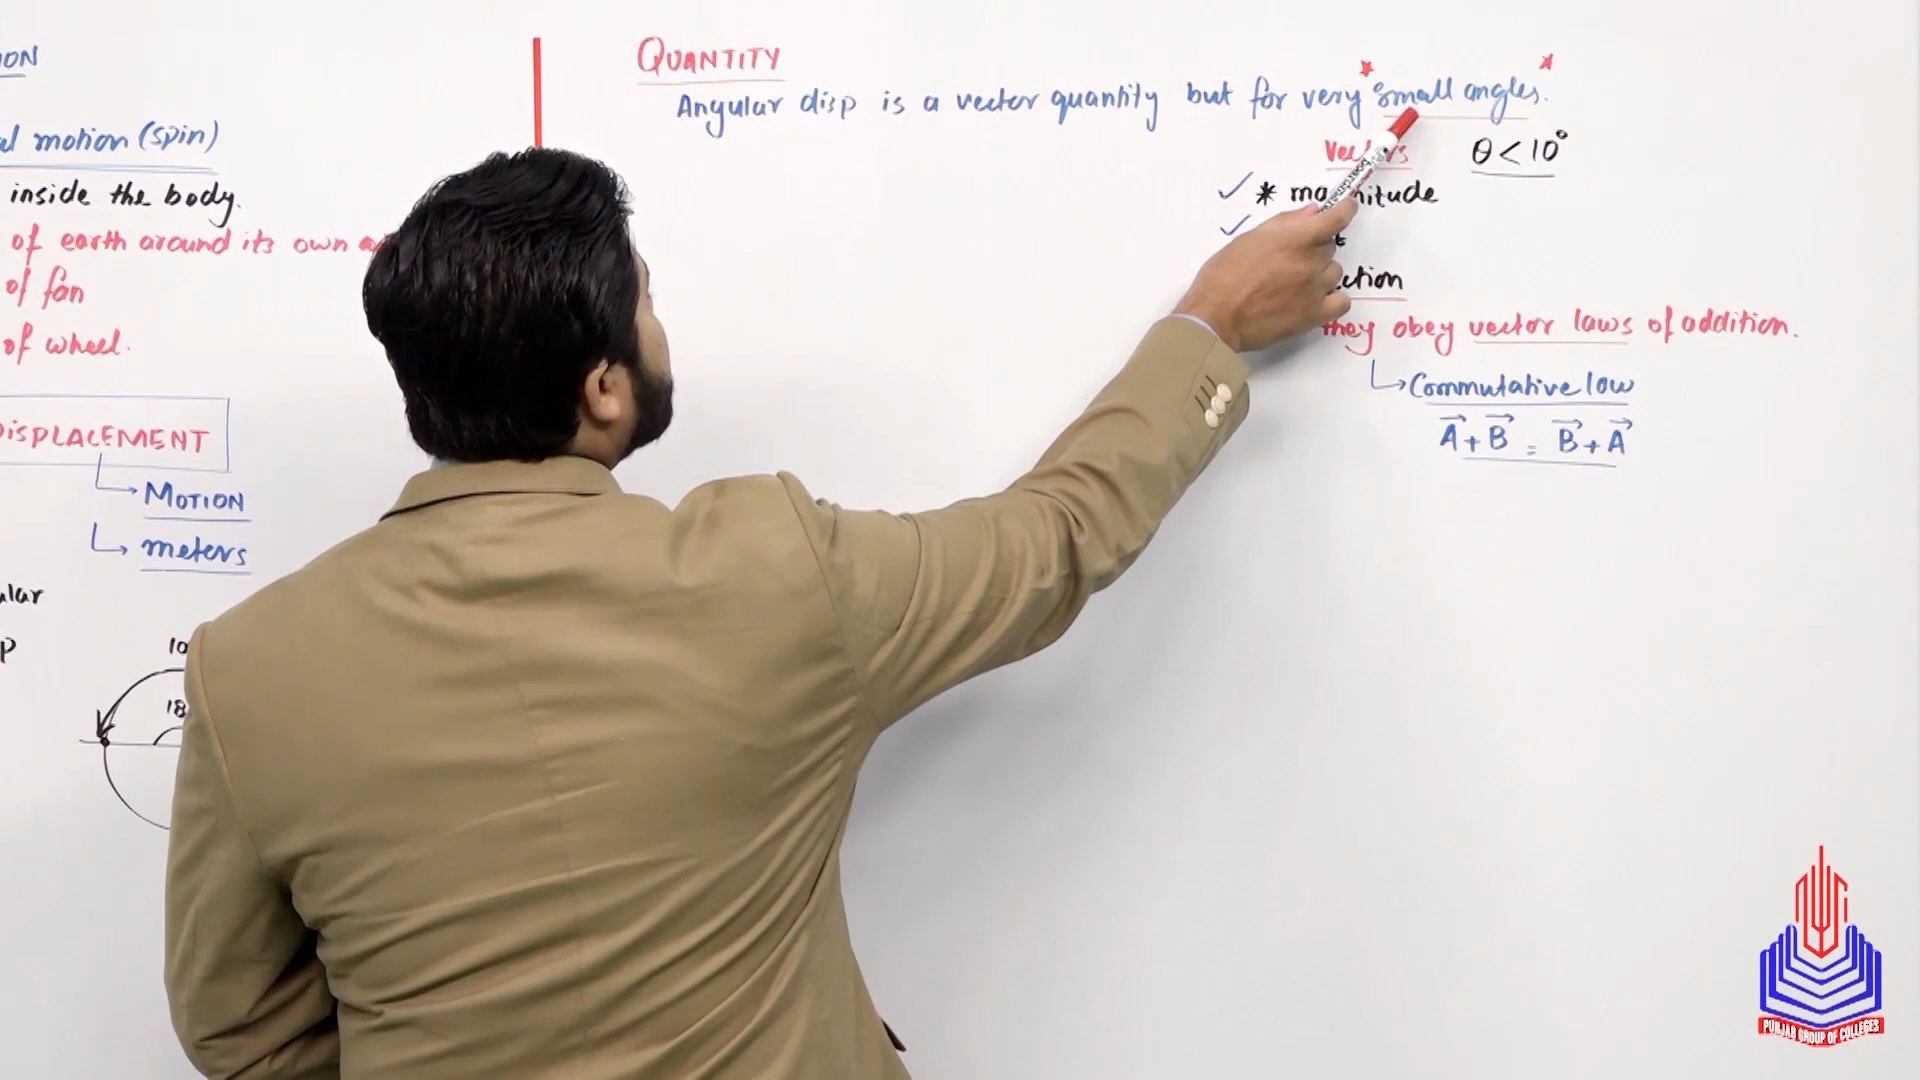 ION
al motion (spin)
inside the body.
of earth around its own
of fan
of wheel.
DISPLACEMENT
MOTION
meters
ular
P
10
18
QUANTITY
Angular disp is a vector quantity but for very small angles.
Vectors θ < 10°
* magnitude
ction
they obey vector laws of addition.
Commutative low
A + B = B + A
PUNJAB GROUP OF COLLEGES